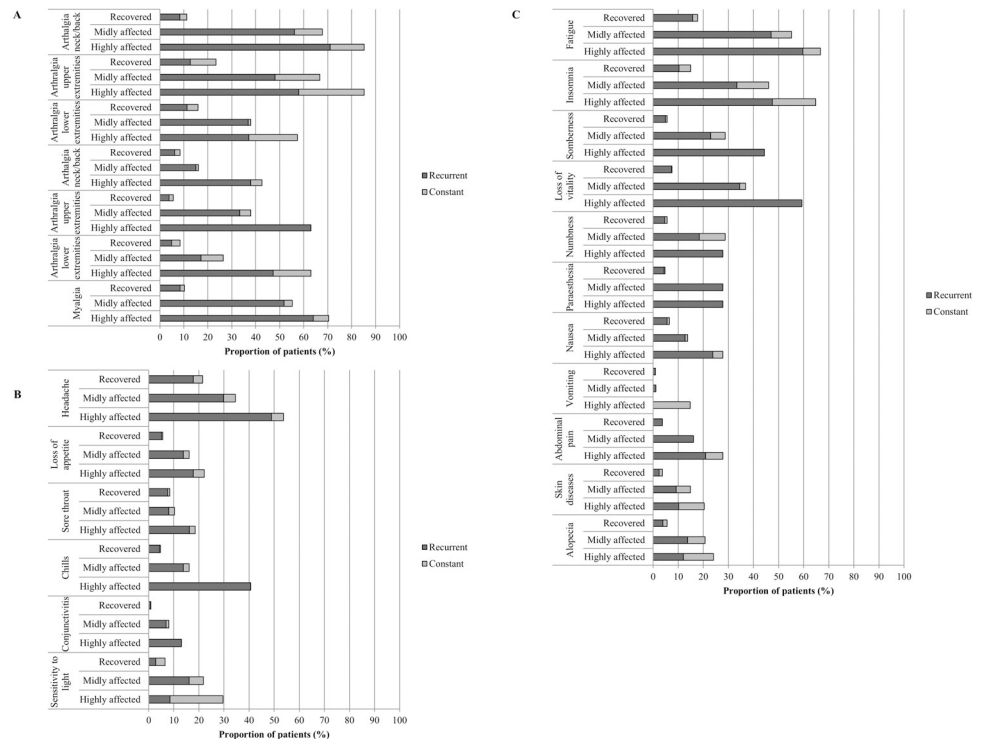 A
Arthalgia
neck/back
Recovered
Midly affected
Highly affected
Arthralgia
upper
extremities
Recovered
Midly affected
Highly affected
Arthralgia
lower
extremities
Recovered
Midly affected
Highly affected
Arthalgia
neck/back
Recovered
Midly affected
Highly affected
Arthralgia
upper
extremities
Recovered
Midly affected
Highly affected
Arthralgia
lower
extremities
Recovered
Midly affected
Highly affected
Myalgia
Recovered
Midly affected
Highly affected
0 10 20 30 40 50 60 70 80 90 100
Proportion of patients (%)
Recurrent
Constant
B
Headache
Recovered
Midly affected
Highly affected
Loss of
appetite
Recovered
Midly affected
Highly affected
Sore throat
Recovered
Midly affected
Highly affected
Chills
Recovered
Midly affected
Highly affected
Conjunctivitis
Recovered
Midly affected
Highly affected
Sensitivity to
light
Recovered
Midly affected
Highly affected
0 10 20 30 40 50 60 70 80 90 100
Proportion of patients (%)
Recurrent
Constant
C
Fatigue
Recovered
Midly affected
Highly affected
Insomnia
Recovered
Midly affected
Highly affected
Somberness
Recovered
Midly affected
Highly affected
Loss of
vitality
Recovered
Midly affected
Highly affected
Numbness
Recovered
Midly affected
Highly affected
Paraesthesia
Recovered
Midly affected
Highly affected
Nausea
Recovered
Midly affected
Highly affected
Vomiting
Recovered
Midly affected
Highly affected
Abdominal
pain
Recovered
Midly affected
Highly affected
Skin
diseases
Recovered
Midly affected
Highly affected
Alopecia
Recovered
Midly affected
Highly affected
0 10 20 30 40 50 60 70 80 90 100
Proportion of patients (%)
Recurrent
Constant